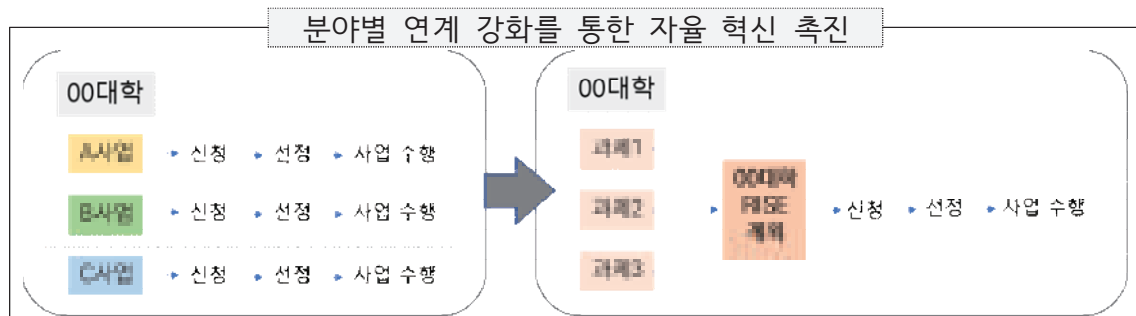 분야별 연계 강화를 통한 자율 혁신 촉진
00대학
A사업 신청 선정 사업 수행
B사업 신청 선정 사업 수행
C사업 신청 선정 사업 수행
00대학
과제1
과제2
과제3
00대학
RISE
계획
신청 선정 사업 수행